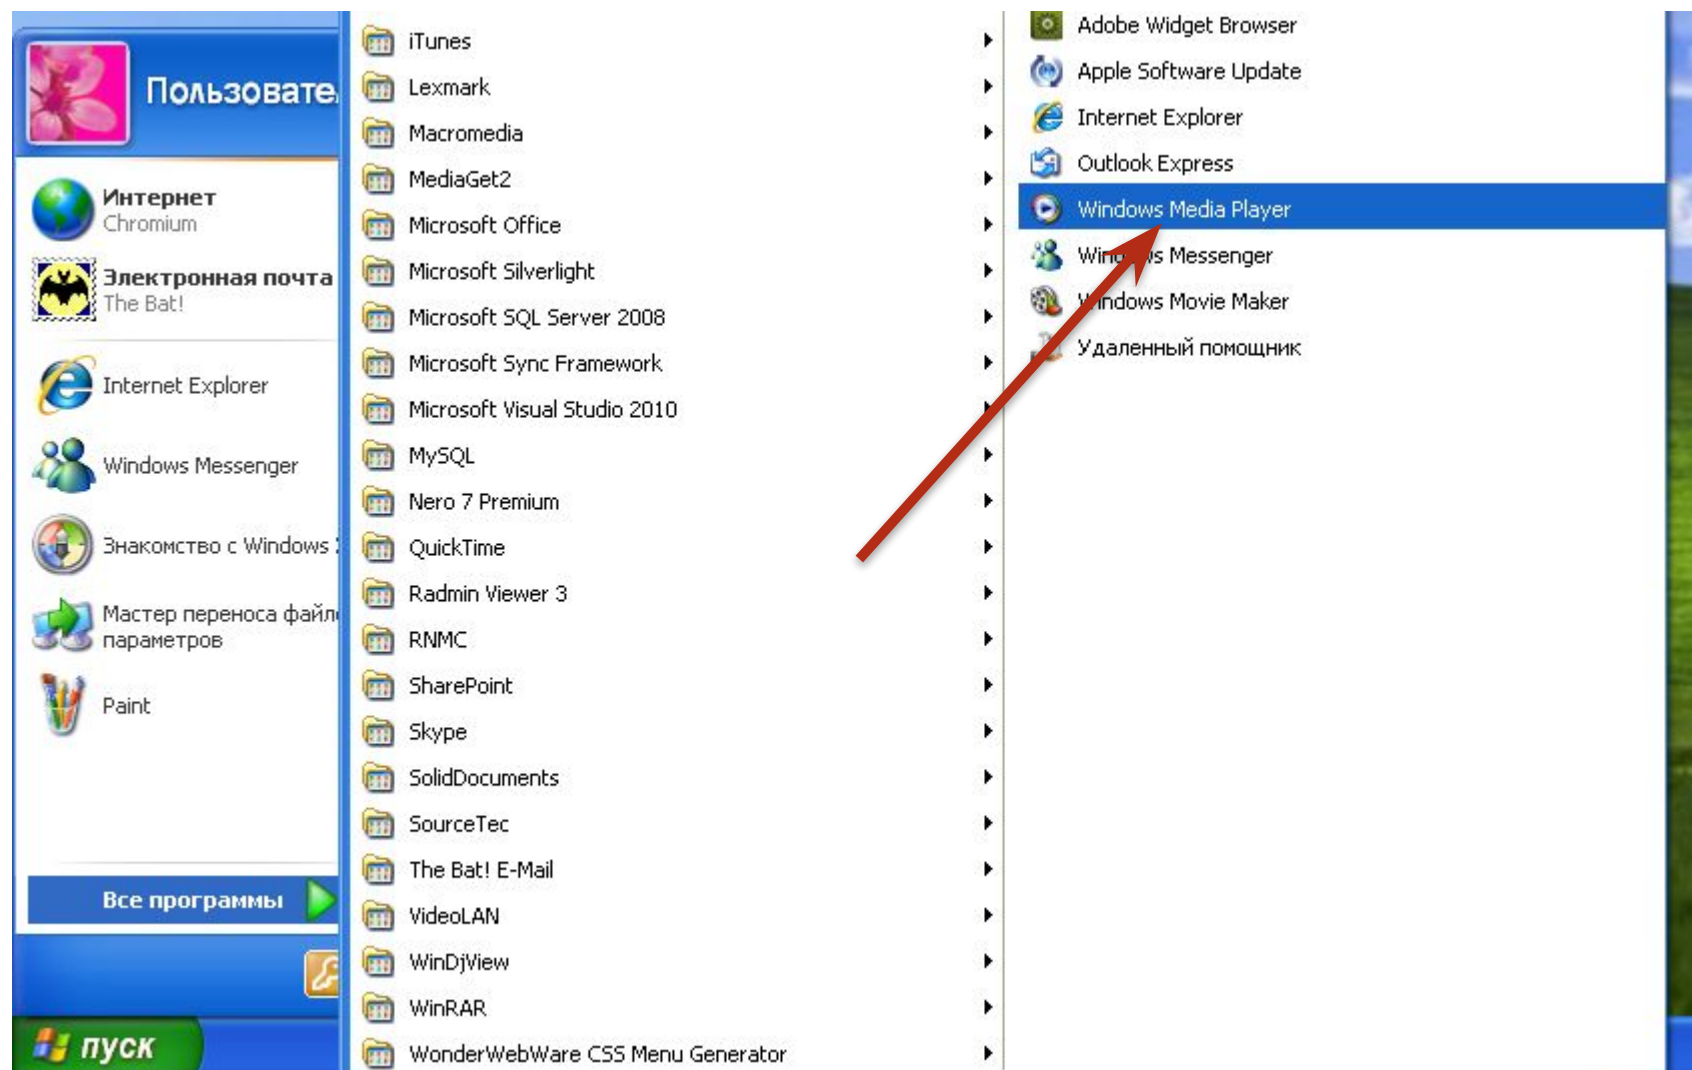 Пользовате
Интернет
Chromium
Электронная почта
The Bat!
Internet Explorer
Windows Messenger
Знакомство с Windows
Мастер переноса файл
параметров
Paint
Все программы
пуск
iTunes
Lexmark
Macromedia
MediaGet2
Microsoft Office
Microsoft Silverlight
Microsoft SQL Server 2008
Microsoft Sync Framework
Microsoft Visual Studio 2010
MySQL
Nero 7 Premium
QuickTime
Radmin Viewer 3
RNMC
SharePoint
Skype
SolidDocuments
SourceTec
The Bat! E-Mail
VideoLAN
WinDjView
WinRAR
WonderWebWare CSS Menu Generator
Adobe Widget Browser
Apple Software Update
Internet Explorer
Outlook Express
Windows Media Player
Windows Messenger
Windows Movie Maker
Удаленный помощник